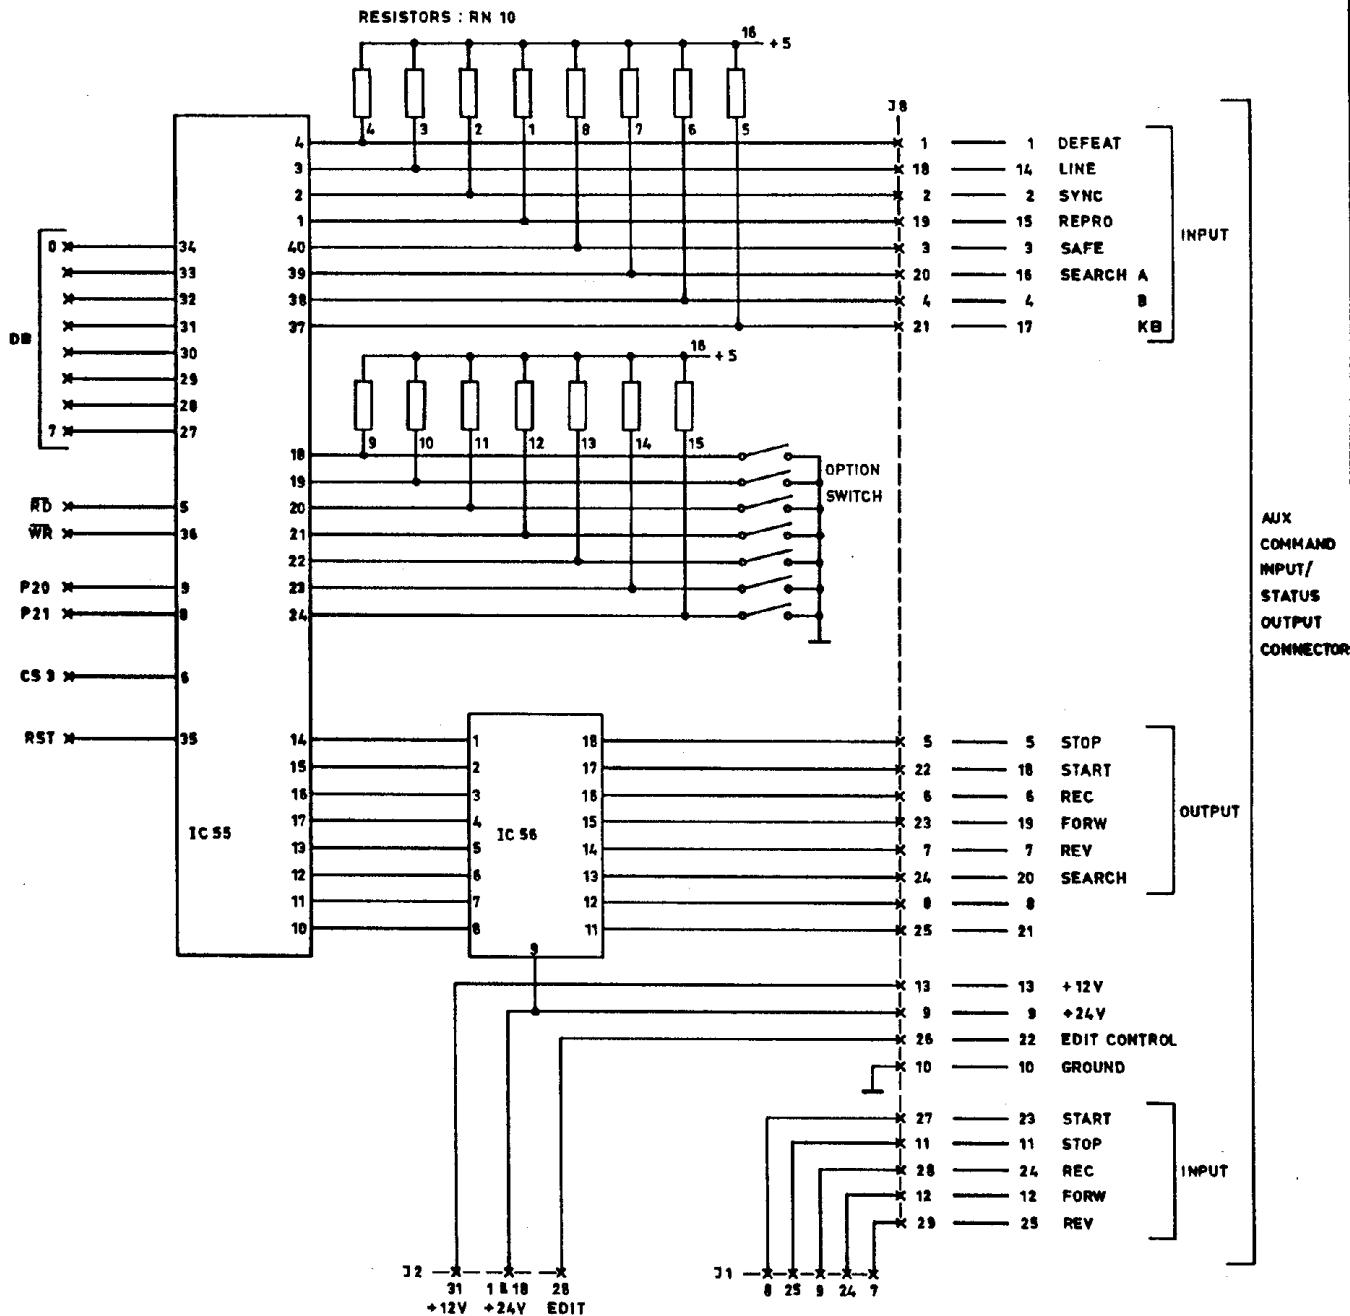 RESISTORS : RN 10
16 +5
4 3 2 1 8 7 6 5
J8
4 1 1 DEFEAT
3 18 14 LINE
2 2 2 SYNC
1 19 15 REPRO
INPUT
0 34 40 3 3 SAFE
33 39 20 16 SEARCH A
32 38 4 4 B
31 37 21 17 KB
DB
30
16 +5
29
28
7 27
9 10 11 12 13 14 15
18
19
OPTION
SWITCH
RD 5 20
WR 36 21
22
P20 9 23
P21 8 24
AUX
COMMAND
INPUT/
STATUS
OUTPUT
CONNECTOR
CS 3 6
RST 35 14 1 18 5 5 STOP
15 2 17 22 18 START
16 3 16 6 6 REC
OUTPUT
17 4 15 23 19 FORW
IC 55
IC 56
13 5 14 7 7 REV
12 6 13 24 20 SEARCH
11 7 12 8 8
10 8 11 25 21
9
13 13 +12V
9 9 +24V
26 22 EDIT CONTROL
10 10 GROUND
27 23 START
11 11 STOP
28 24 REC
INPUT
12 12 FORW
29 25 REV
J2 31 1 & 18 28
+12V +24V EDIT
J1 8 25 9 24 7